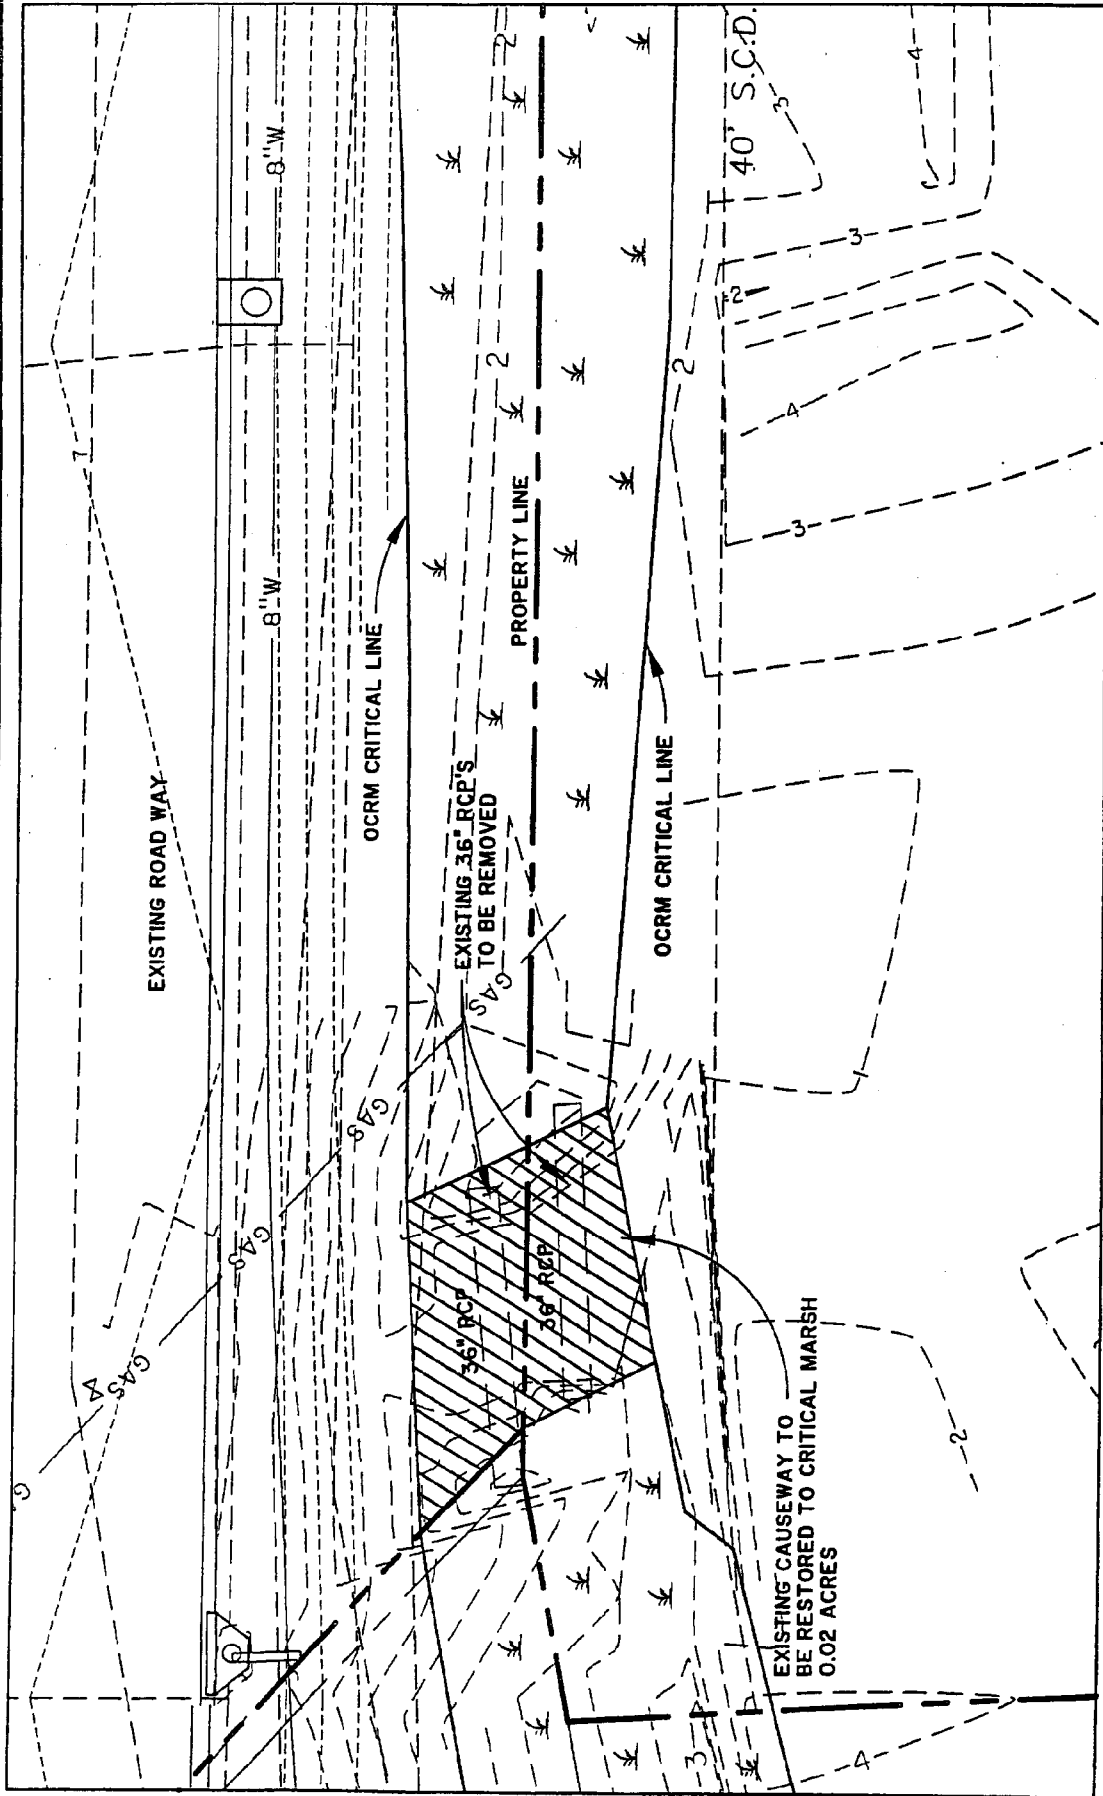 EXISTING ROAD WAY
8"W
8"W
7
OCRM CRITICAL LINE
EXISTING 36" RCP'S
TO BE REMOVED
PROPERTY LINE
OCRM CRITICAL LINE
36" RCP
36" RCP
EXISTING CAUSEWAY TO
BE RESTORED TO CRITICAL MARSH
0.02 ACRES
40' S.C.D.
GAS
GAS
GAS
GAS
G
2
2
2
2
2
3
3
3
3
4
4
4